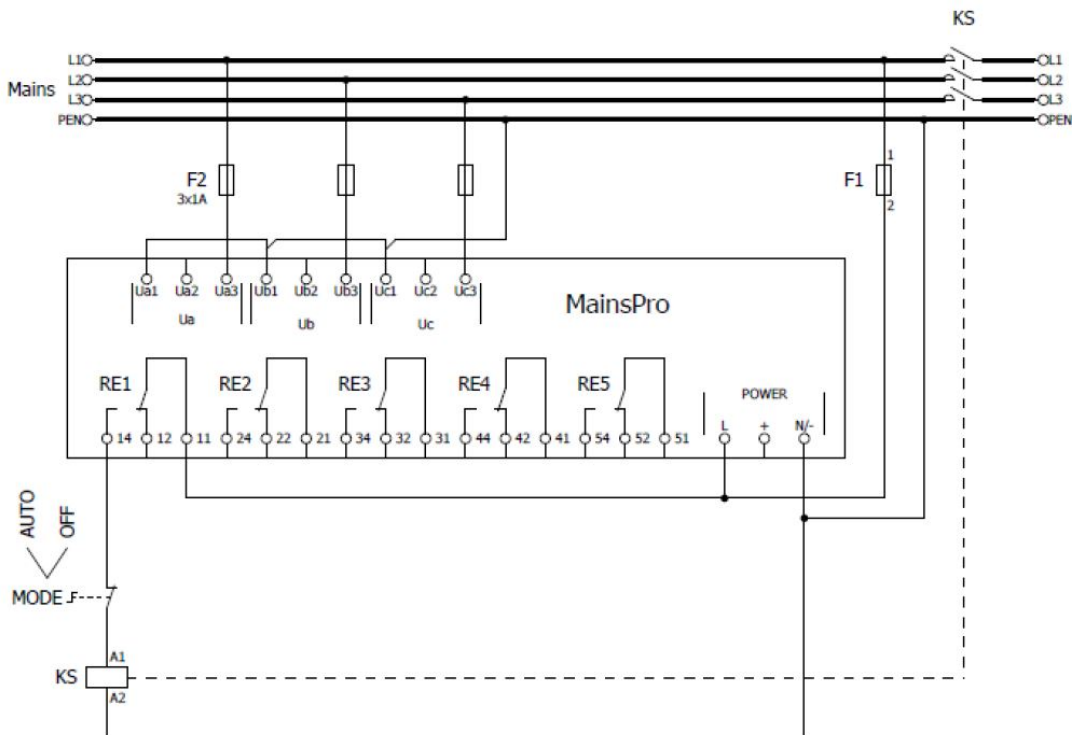 KS
L1 L1
L2 L2
Mains
L3 L3
PEN PEN
F2
3x1A
F1
1
2
Ua1 Ua2 Ua3 Ub1 Ub2 Ub3 Uc1 Uc2 Uc3
Ua Ub Uc
MainsPro
RE1 RE2 RE3 RE4 RE5
POWER
L + N/-
14 12 11 24 22 21 34 32 31 44 42 41 54 52 51
AUTO
OFF
MODE
A1
KS
A2